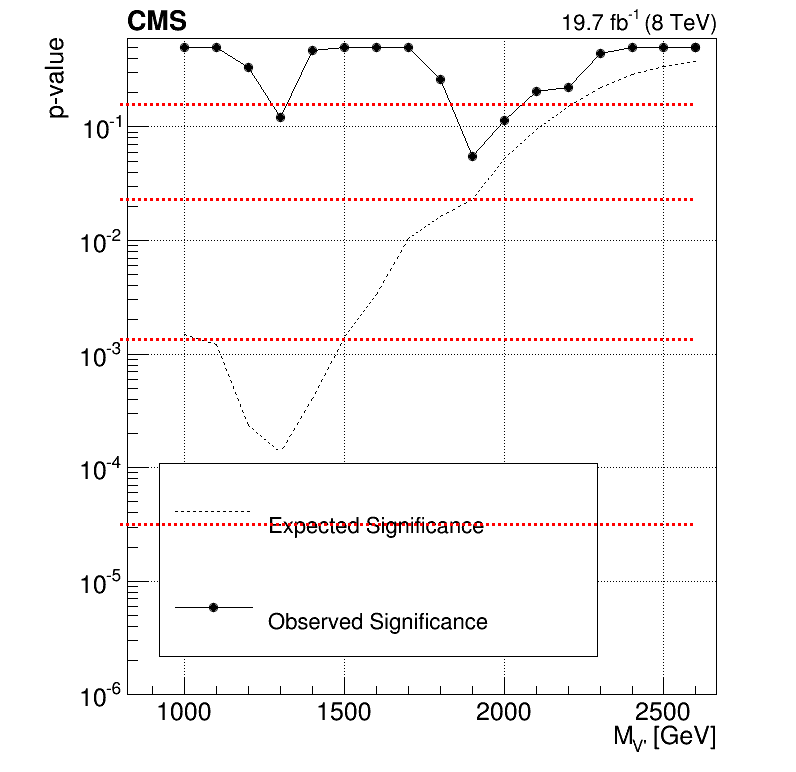 CMS 19.7 fb⁻¹ (8 TeV)
p-value
10⁻¹
10⁻²
10⁻³
10⁻⁴
10⁻⁵
10⁻⁶
Expected Significance
Observed Significance
1000 1500 2000 2500
M_V' [GeV]